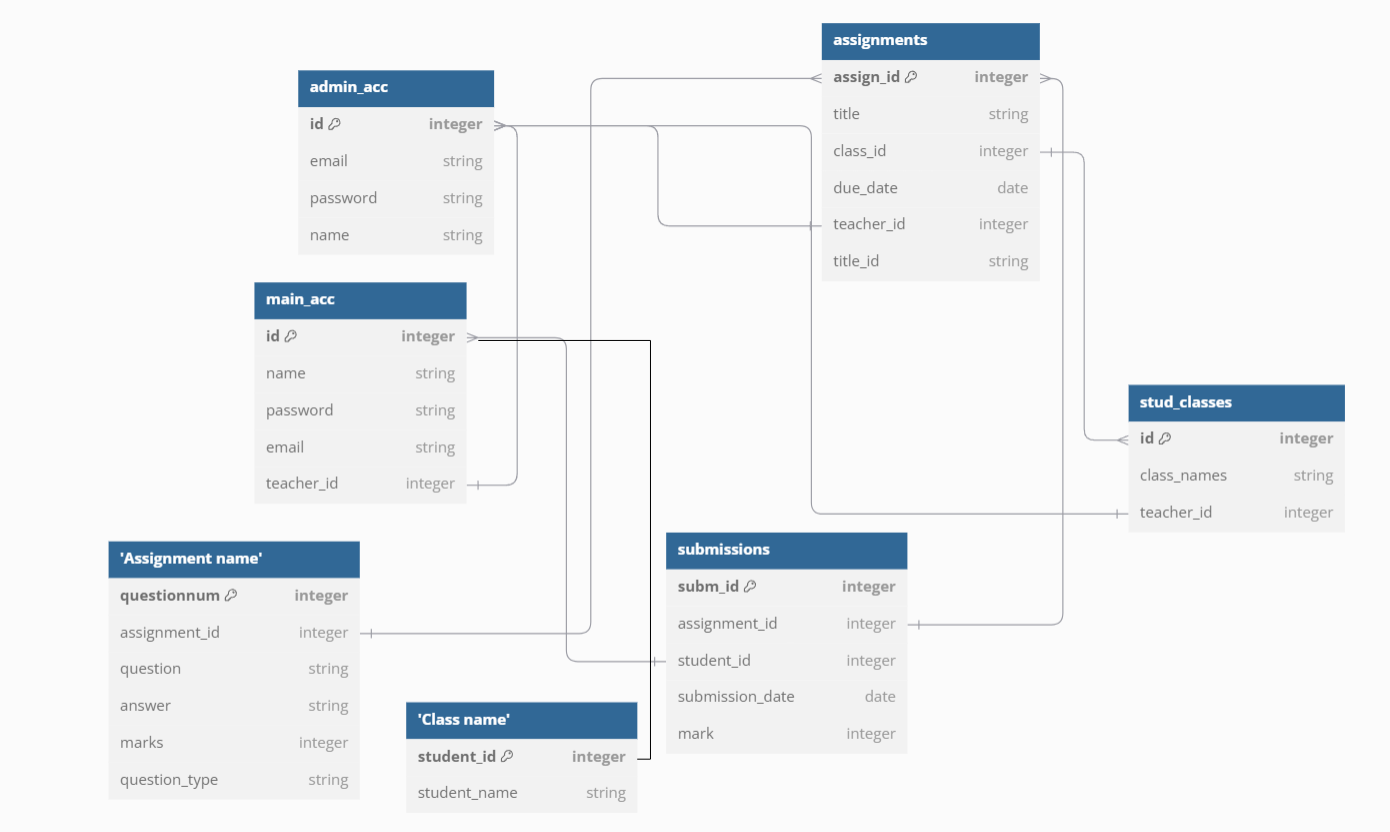 admin_acc
id integer
email string
password string
name string
assignments
assign_id integer
title string
class_id integer
due_date date
teacher_id integer
title_id string
main_acc
id integer
name string
password string
email string
teacher_id integer
stud_classes
id integer
class_names string
teacher_id integer
'Assignment name'
questionnum integer
assignment_id integer
question string
answer string
marks integer
question_type string
submissions
subm_id integer
assignment_id integer
student_id integer
submission_date date
mark integer
'Class name'
student_id integer
student_name string